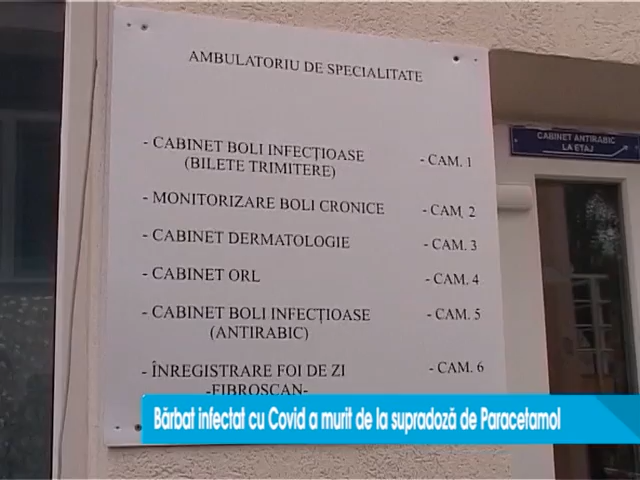 AMBULATORIU DE SPECIALITATE
- CABINET BOLI INFECȚIOASE - CAM. 1
(BILETE TRIMITERE)
- MONITORIZARE BOLI CRONICE - CAM. 2
- CABINET DERMATOLOGIE - CAM. 3
- CABINET ORL - CAM. 4
- CABINET BOLI INFECȚIOASE - CAM. 5
(ANTIRABIC)
- ÎNREGISTRARE FOI DE ZI - CAM. 6
-FIBROSCAN-
CABINET ANTIRABIC
LA ETAJ
Bărbat infectat cu Covid a murit de la supradoză de Paracetamol